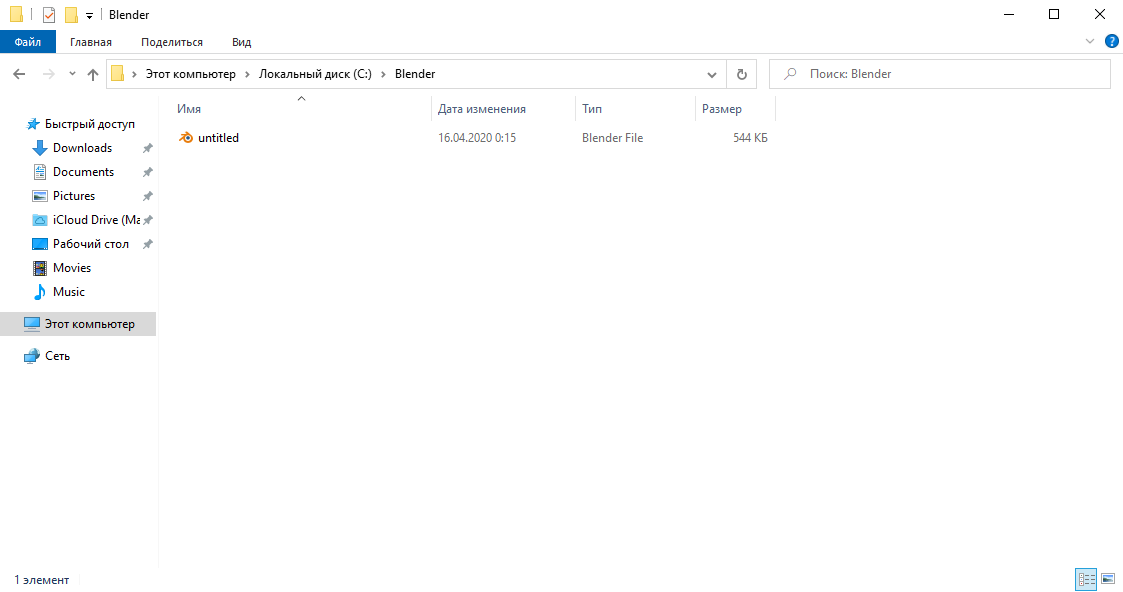 Blender
Файл Главная Поделиться Вид
Этот компьютер Локальный диск (C:) Blender Поиск: Blender
Имя Дата изменения Тип Размер
untitled 16.04.2020 0:15 Blender File 544 КБ
Быстрый доступ
Downloads
Documents
Pictures
iCloud Drive (Ma
Рабочий стол
Movies
Music
Этот компьютер
Сеть
1 элемент